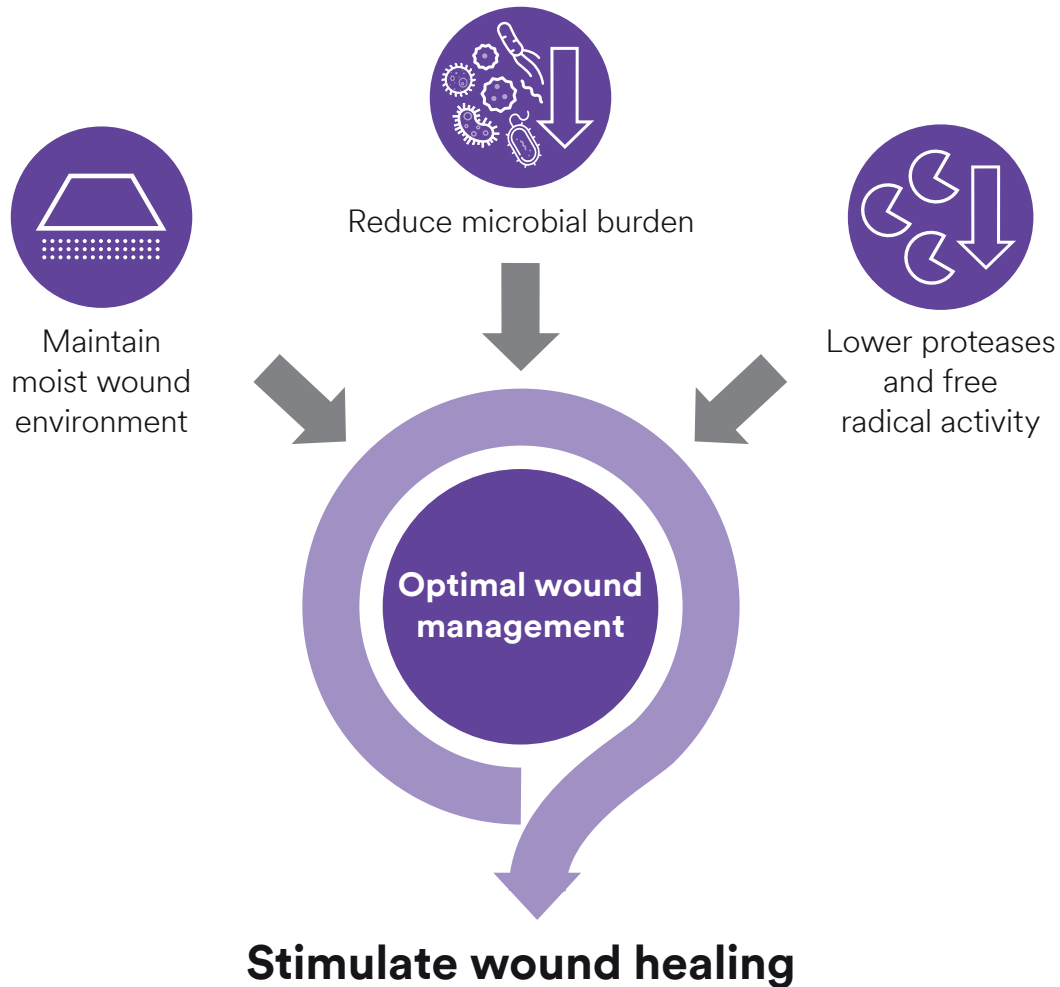 Reduce microbial burden
Maintain
moist wound
environment
Lower proteases
and free
radical activity
Optimal wound
management
Stimulate wound healing